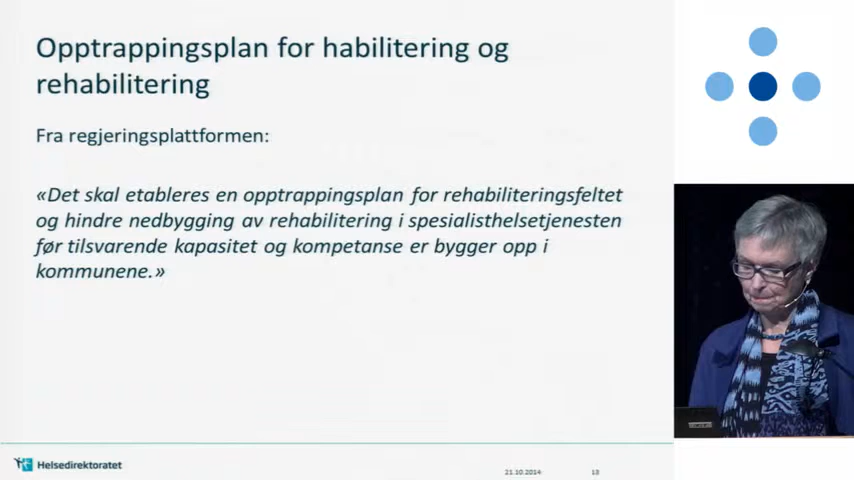 Opptrappingsplan for habilitering og
rehabilitering
Fra regjeringsplattformen:
«Det skal etableres en opptrappingsplan for rehabiliteringsfeltet
og hindre nedbygging av rehabilitering i spesialisthelsetjenesten
før tilsvarende kapasitet og kompetanse er bygger opp i
kommunene.»
Helsedirektoratet
21.10.2014
13